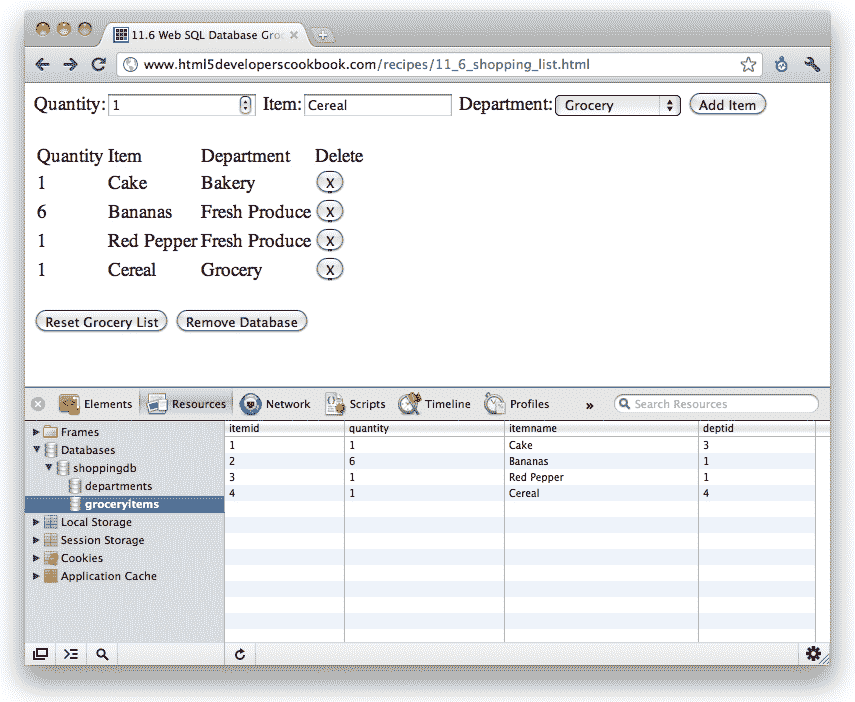 11.6 Web SQL Database Groc
www.html5developerscookbook.com/recipes/11_6_shopping_list.html
Quantity: 1 Item: Cereal Department: Grocery Add Item
Quantity Item Department Delete
1 Cake Bakery X
6 Bananas Fresh Produce X
1 Red Pepper Fresh Produce X
1 Cereal Grocery X
Reset Grocery List Remove Database
Elements Resources Network Scripts Timeline Profiles » Search Resources
Frames
Databases
shoppingdb
departments
groceryitems
Local Storage
Session Storage
Cookies
Application Cache
itemid quantity itemname deptid
1 1 Cake 3
2 6 Bananas 1
3 1 Red Pepper 1
4 1 Cereal 4